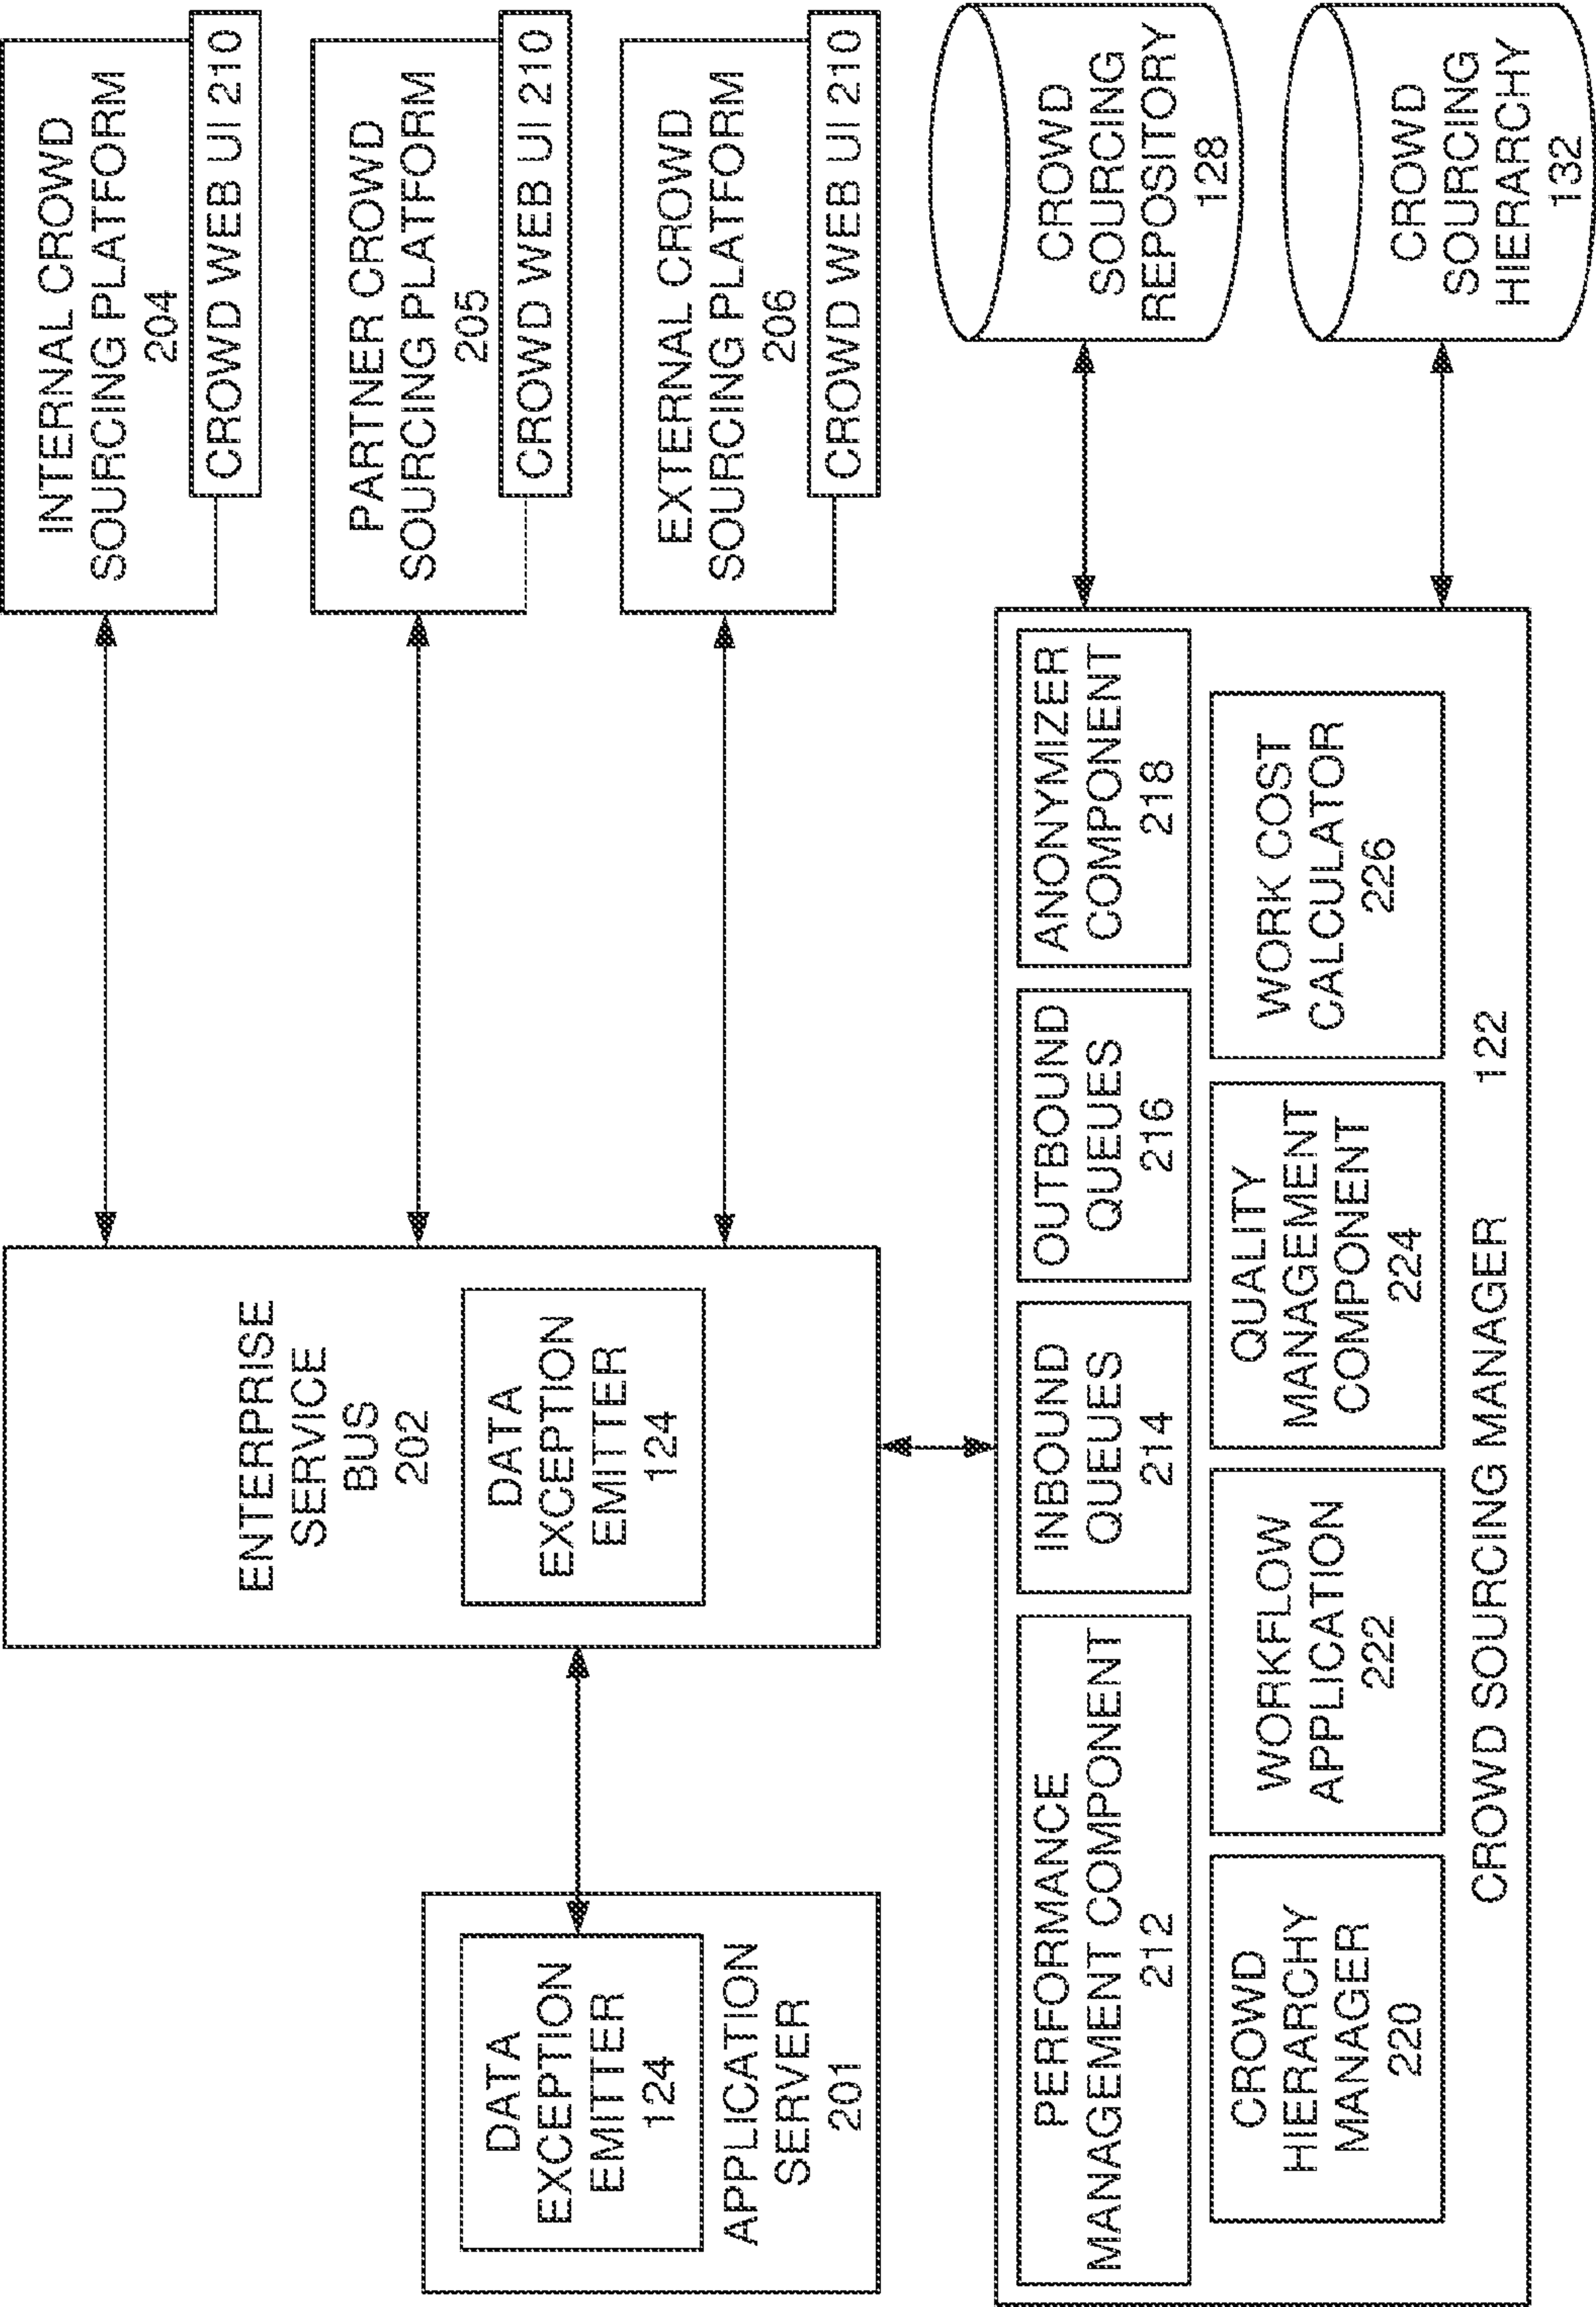 DATA
EXCEPTION
EMITTER
124
APPLICATION
SERVER
201
ENTERPRISE
SERVICE
BUS
202
DATA
EXCEPTION
EMITTER
124
INTERNAL CROWD
SOURCING PLATFORM
204
CROWD WEB UI 210
PARTNER CROWD
SOURCING PLATFORM
205
CROWD WEB UI 210
EXTERNAL CROWD
SOURCING PLATFORM
206
CROWD WEB UI 210
PERFORMANCE
MANAGEMENT COMPONENT
212
INBOUND
QUEUES
214
OUTBOUND
QUEUES
216
ANONYMIZER
COMPONENT
218
CROWD
HIERARCHY
MANAGER
220
WORKFLOW
APPLICATION
222
QUALITY
MANAGEMENT
COMPONENT
224
WORK COST
CALCULATOR
226
CROWD SOURCING MANAGER 122
CROWD
SOURCING
REPOSITORY
128
CROWD
SOURCING
HIERARCHY
132